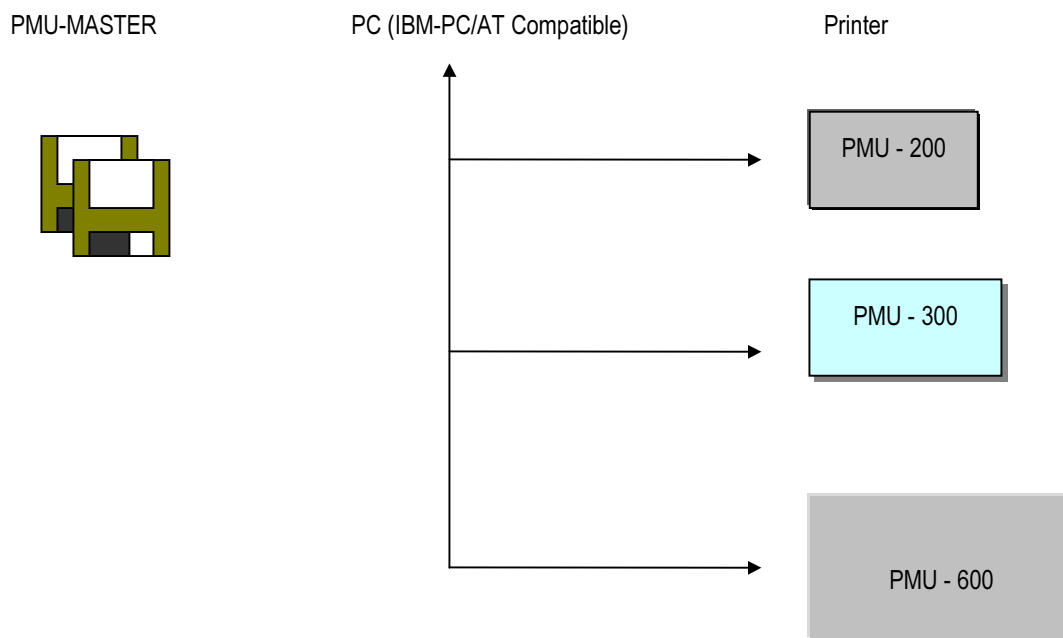 PMU-MASTER
PC (IBM-PC/AT Compatible)
Printer
PMU - 200
PMU - 300
PMU - 600